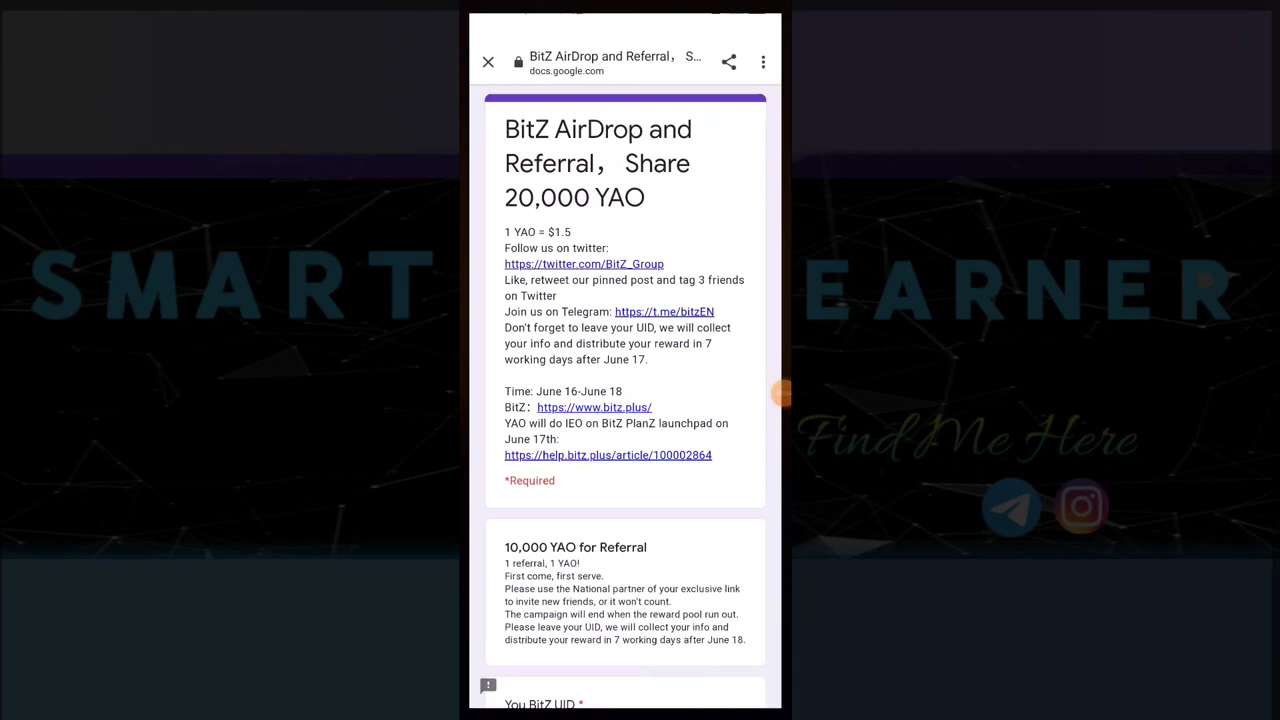 BitZ AirDrop and Referral， S...
docs.google.com
BitZ AirDrop and
Referral， Share
20,000 YAO
1 YAO = $1.5
Follow us on twitter:
https://twitter.com/BitZ_Group
Like, retweet our pinned post and tag 3 friends
on Twitter
Join us on Telegram: https://t.me/bitzEN
Don't forget to leave your UID, we will collect
your info and distribute your reward in 7
working days after June 17.
Time: June 16-June 18
BitZ： https://www.bitz.plus/
YAO will do IEO on BitZ PlanZ launchpad on
June 17th:
https://help.bitz.plus/article/100002864
*Required
10,000 YAO for Referral
1 referral, 1 YAO!
First come, first serve.
Please use the National partner of your exclusive link
to invite new friends, or it won't count.
The campaign will end when the reward pool run out.
Please leave your UID, we will collect your info and
distribute your reward in 7 working days after June 18.
You BitZ UID *
SMART
EARNER
Find Me Here